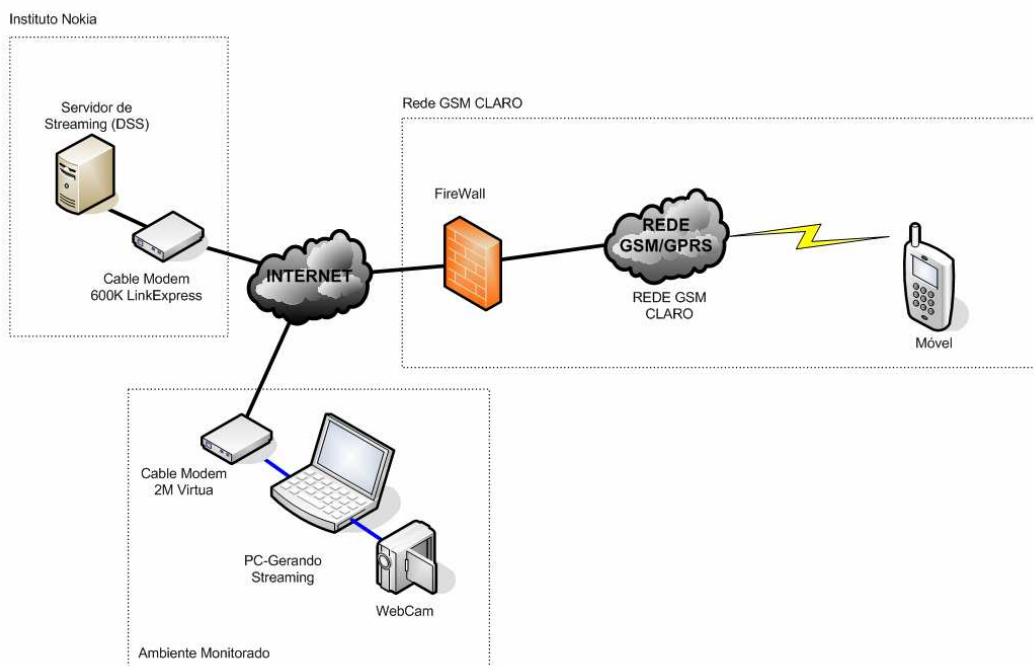 Instituto Nokia
Servidor de
Streaming (DSS)
Cable Modem
600K LinkExpress
INTERNET
Rede GSM CLARO
FireWall
REDE
GSM/GPRS
REDE GSM
CLARO
Móvel
Cable Modem
2M Virtua
PC-Gerando
Streaming
WebCam
Ambiente Monitorado